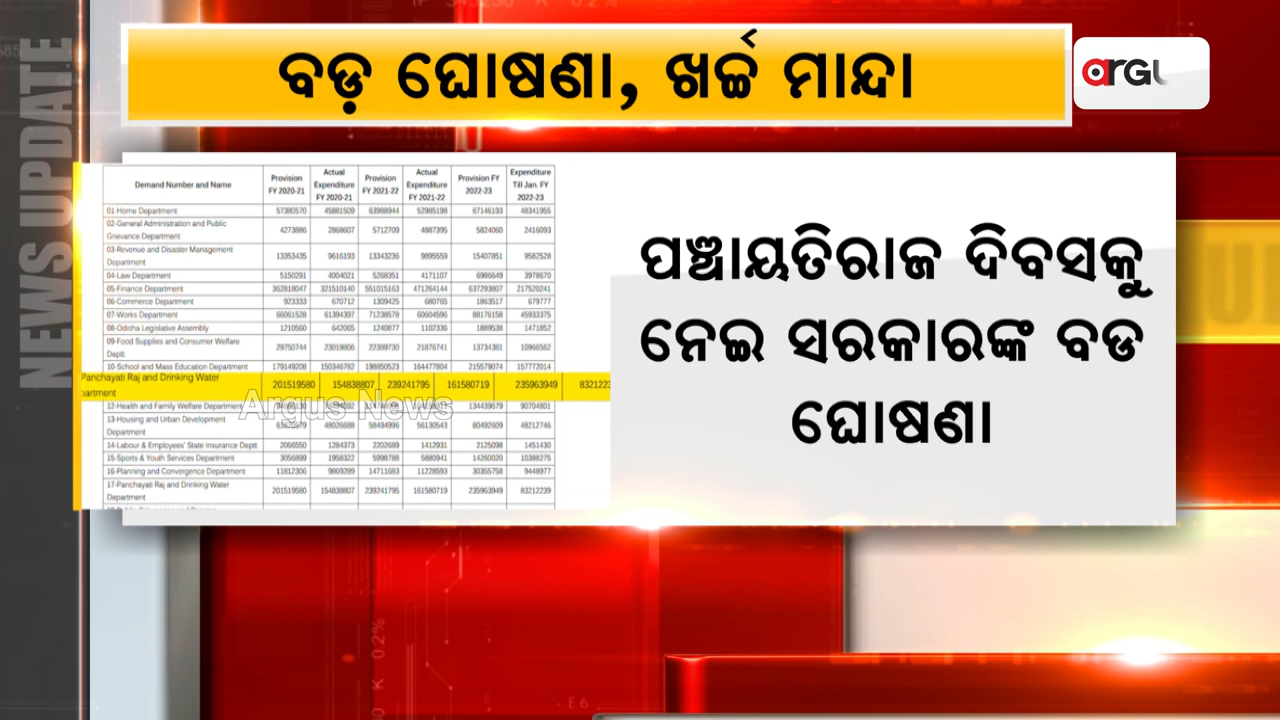 NEWS UPDATE
ବଡ଼ ଘୋଷଣା, ଖର୍ଚ୍ଚ ମାନ୍ଦା
ARGU
Demand Number and Name Provision FY 2020-21 Actual Expenditure FY 2020-21 Provision FY 2021-22 Actual Expenditure FY 2021-22 Provision FY 2022-23 Expenditure Till Jan. FY 2022-23
01-Home Department 57380570 45881509 63988944 52985198 67146193 48341955
02-General Administration and Public Grievance Department 4273886 2868607 5712709 4887395 5824060 2416093
03-Revenue and Disaster Management Department 13353435 9616193 13343236 9895559 15407851 9582528
04-Law Department 5150291 4004021 5268351 4171107 6986649 3978670
05-Finance Department 362818047 321510140 551015163 471264144 637293807 217520241
06-Commerce Department 923333 670712 1309425 680765 1863517 679777
07-Works Department 66061528 61394397 71238578 60604596 88176158 45933375
08-Odisha Legislative Assembly 1210560 642065 1240877 1102336 1889538 1471852
09-Food Supplies and Consumer Welfare Deptt. 29750744 23019806 22389730 21876741 13734381 10966562
10-School and Mass Education Department 179149208 150346782 198850523 164477804 215579074 157772014
Panchayati Raj and Drinking Water partment 201519580 154838807 239241795 161580719 235963949 8321223
Argus News
12-Health and Family Welfare Department 134439679 90704801
13-Housing and Urban Development Department 48026688 58494996 56130543 80492609 48212746
14-Labour & Employees' State Insurance Deptt. 2066550 1284373 2202689 1412931 2125098 1451430
15-Sports & Youth Services Department 3056899 1958322 5998788 5880941 14260020 10388275
16-Planning and Convergence Department 11812306 9869289 14711683 11228593 30355758 9448977
17-Panchayati Raj and Drinking Water Department 201519580 154838807 239241795 161580719 235963949 83212239
ପଞ୍ଚାୟତିରାଜ ଦିବସକୁ
ନେଇ ସରକାରଙ୍କ ବଡ
ଘୋଷଣା